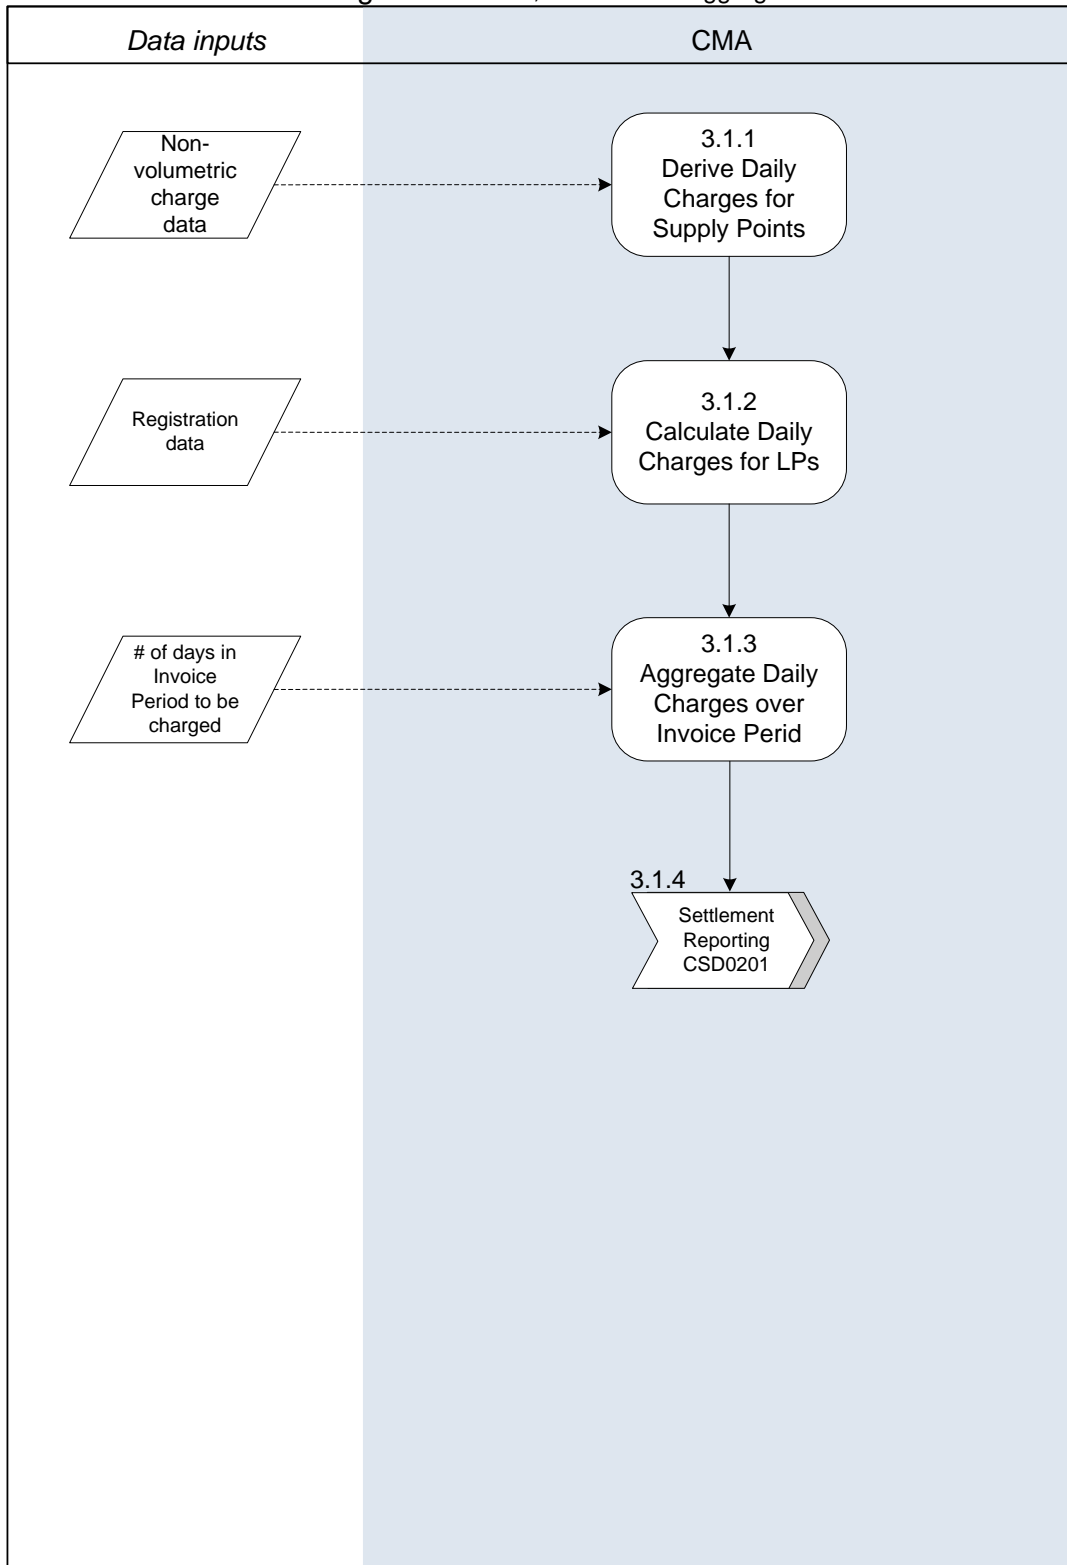 Data inputs
CMA
Non-
volumetric
charge
data
3.1.1
Derive Daily
Charges for
Supply Points
Registration
data
3.1.2
Calculate Daily
Charges for LPs
# of days in
Invoice
Period to be
charged
3.1.3
Aggregate Daily
Charges over
Invoice Perid
3.1.4
Settlement
Reporting
CSD0201